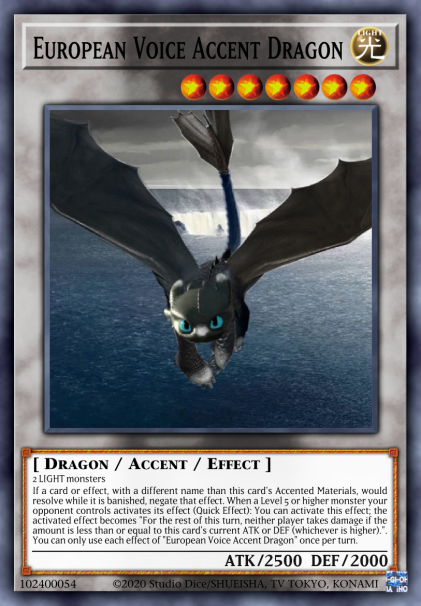 EUROPEAN VOICE ACCENT DRAGON
LIGHT
光
[ DRAGON / ACCENT / EFFECT ]
2 LIGHT monsters
If a card or effect, with a different name than this card's Accented Materials, would
resolve while it is banished, negate that effect. When a Level 5 or higher monster your
opponent controls activates its effect (Quick Effect): You can activate this effect; the
activated effect becomes "For the rest of this turn, neither player takes damage if the
amount is less than or equal to this card's current ATK or DEF (whichever is higher).".
You can only use each effect of "European Voice Accent Dragon" once per turn.
ATK/2500 DEF/2000
102400054
©2020 Studio Dice/SHUEISHA, TV TOKYO, KONAMI